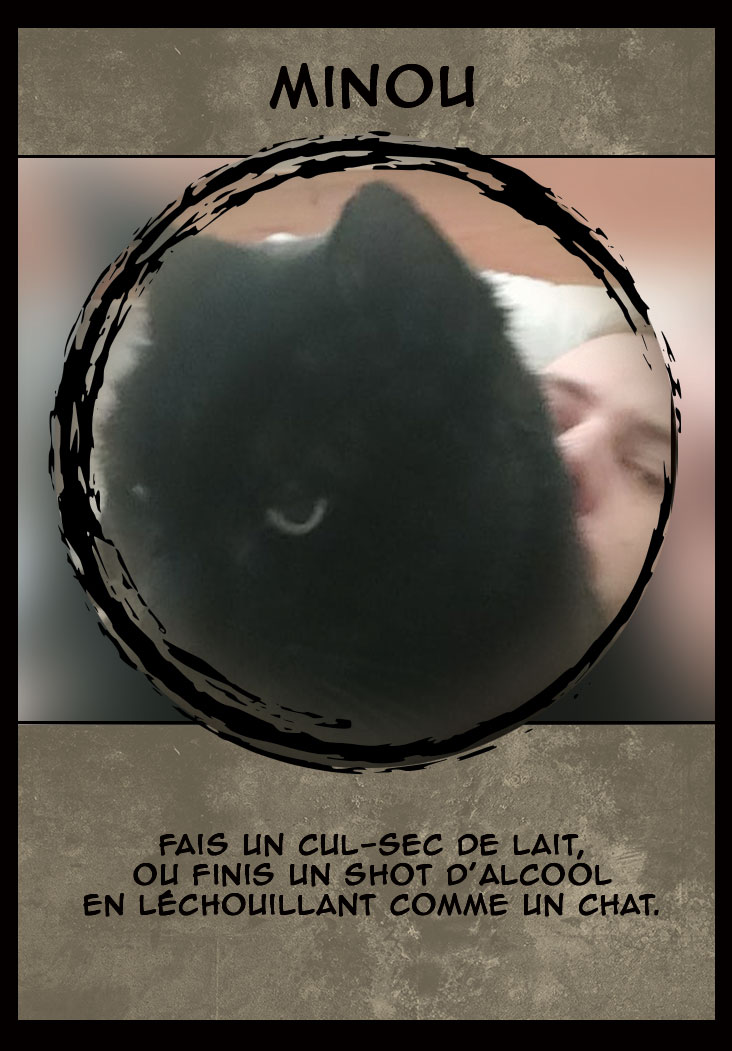 MINOU
FAIS UN CUL-SEC DE LAIT,
OU FINIS UN SHOT D'ALCOOL
EN LÉCHOUILLANT COMME UN CHAT.